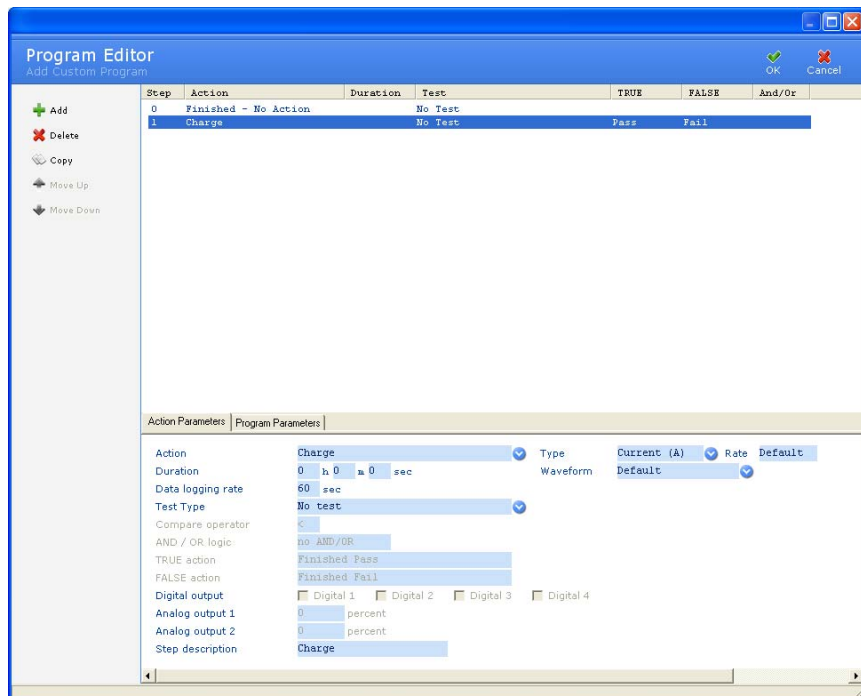 Program Editor
Add Custom Program
OK Cancel
Add
Delete
Copy
Move Up
Move Down
Step Action Duration Test TRUE FALSE And/Or
0 Finished - No Action No Test
1 Charge No Test Pass Fail
Action Parameters Program Parameters
Action Charge Type Current (A) Rate Default
Duration 0 h 0 m 0 sec Waveform Default
Data logging rate 60 sec
Test Type No test
Compare operator <
AND / OR logic no AND/OR
TRUE action Finished Pass
FALSE action Finished Fail
Digital output Digital 1 Digital 2 Digital 3 Digital 4
Analog output 1 0 percent
Analog output 2 0 percent
Step description Charge